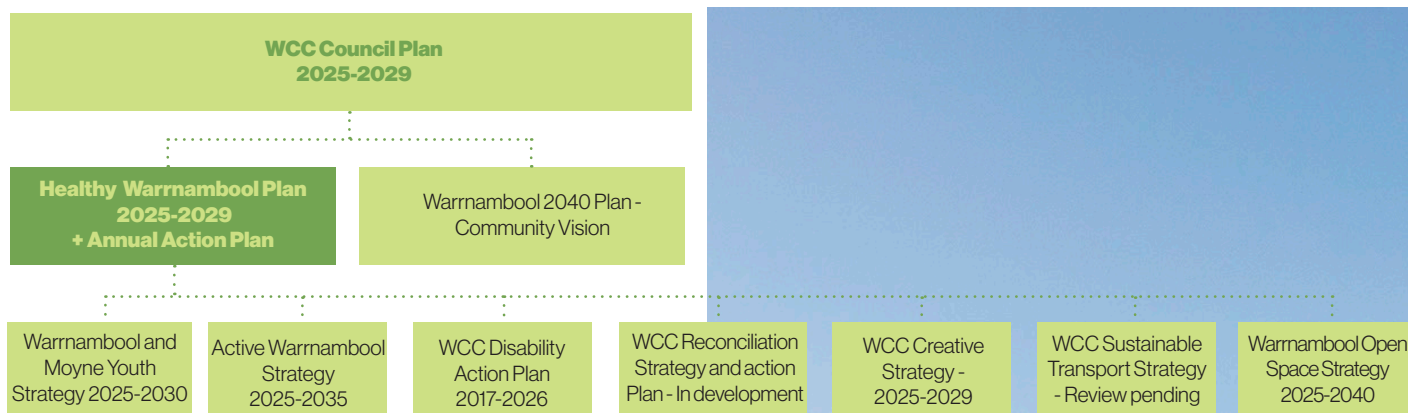 WCC Council Plan
2025-2029
Healthy Warrnambool Plan
2025-2029
+ Annual Action Plan
Warrnambool 2040 Plan -
Community Vision
Warrnambool and
Moyne Youth
Strategy 2025-2030
Active Warrnambool
Strategy
2025-2035
WCC Disability
Action Plan
2017-2026
WCC Reconciliation
Strategy and action
Plan - In development
WCC Creative
Strategy -
2025-2029
WCC Sustainable
Transport Strategy
- Review pending
Warrnambool Open
Space Strategy
2025-2040